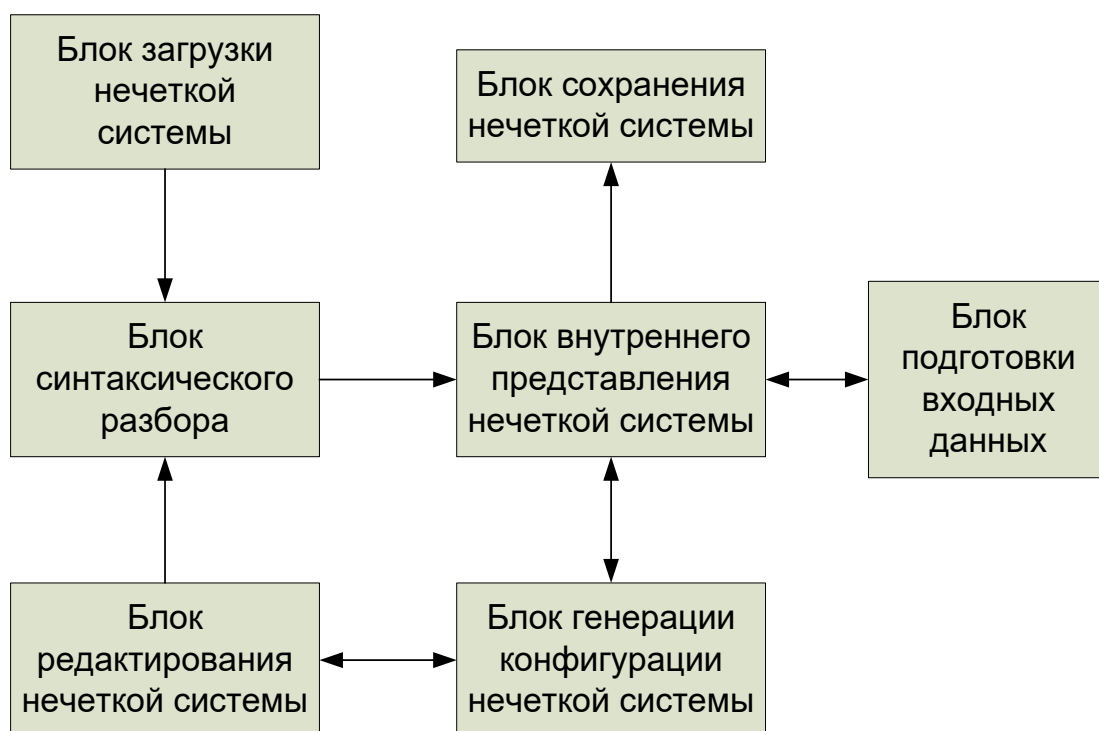 Блок загрузки
нечеткой
системы
Блок сохранения
нечеткой системы
Блок
синтаксического
разбора
Блок внутреннего
представления
нечеткой системы
Блок
подготовки
входных
данных
Блок
редактирования
нечеткой системы
Блок генерации
конфигурации
нечеткой системы